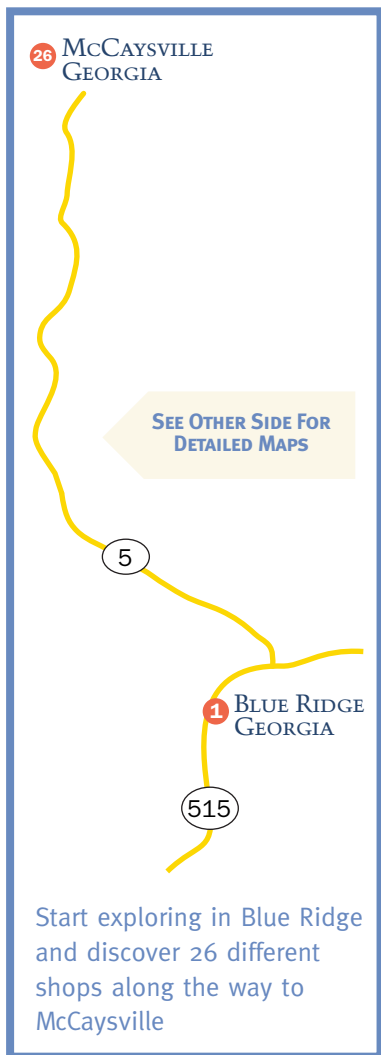 26 McCaysville
Georgia
See Other Side For
Detailed Maps
5
1 Blue Ridge
Georgia
515
Start exploring in Blue Ridge
and discover 26 different
shops along the way to
McCaysville